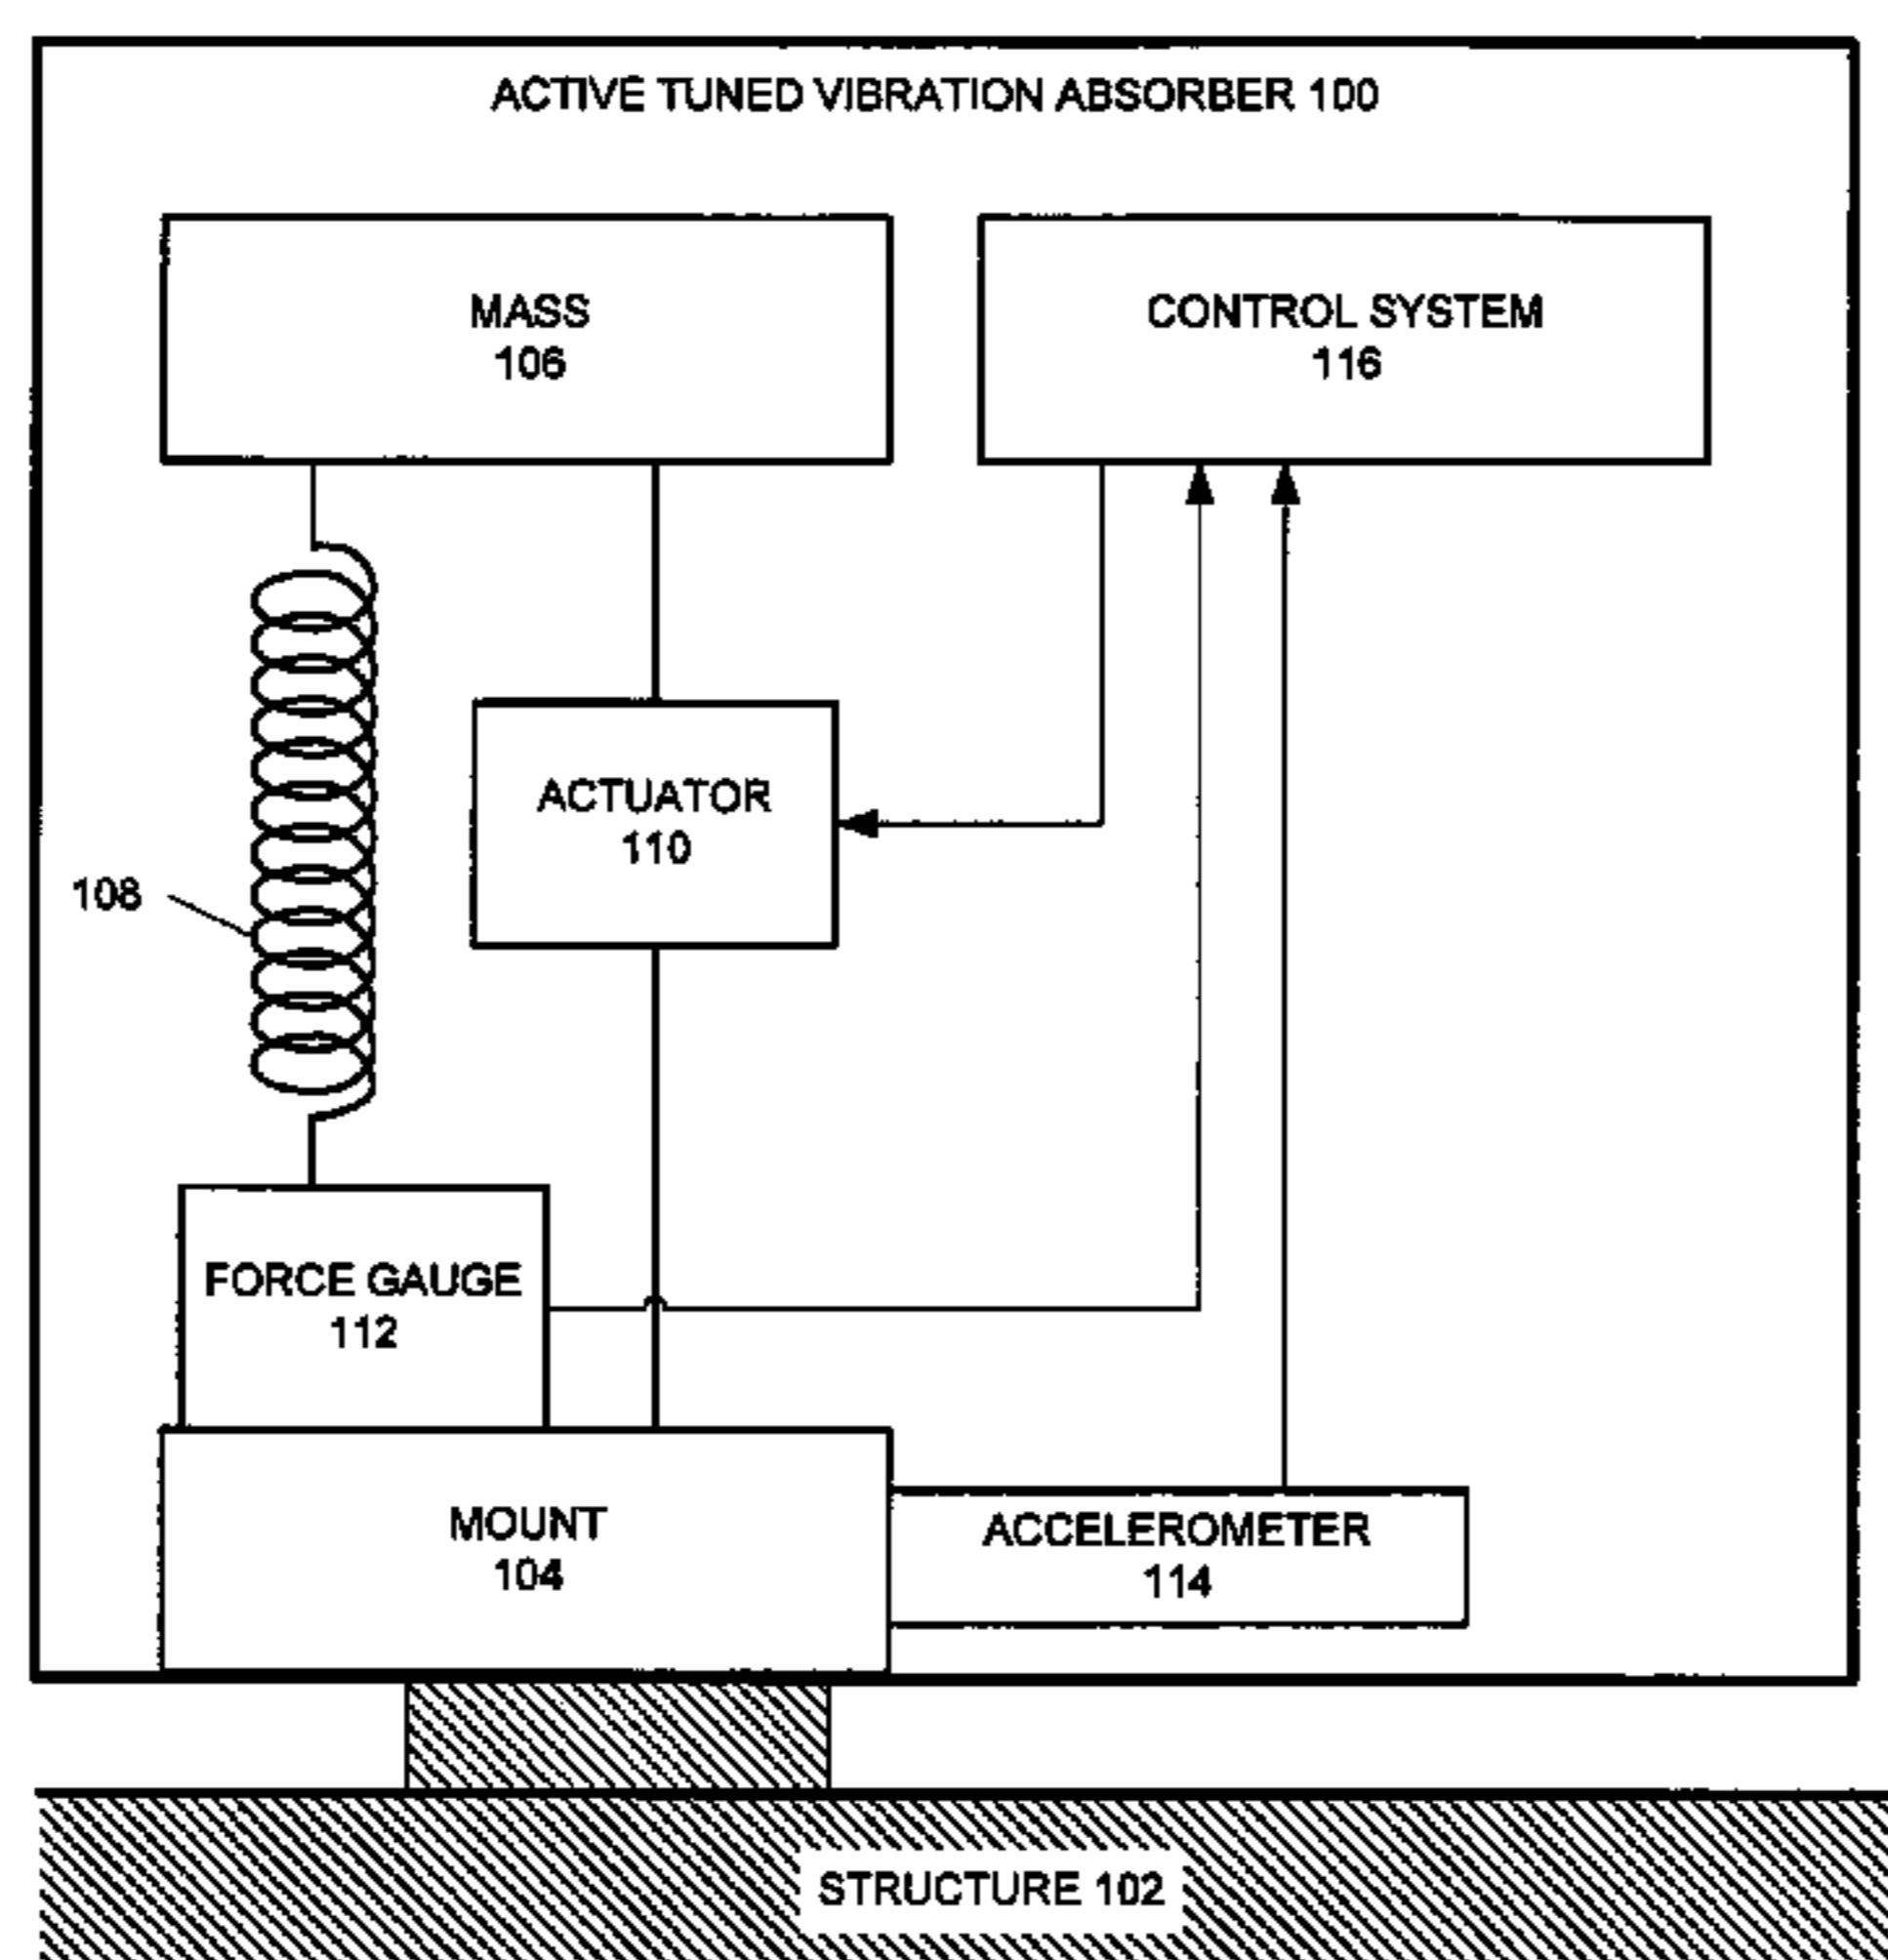 ACTIVE TUNED VIBRATION ABSORBER 100
MASS
106
CONTROL SYSTEM
116
ACTUATOR
110
108
FORCE GAUGE
112
MOUNT
104
ACCELEROMETER
114
STRUCTURE 102